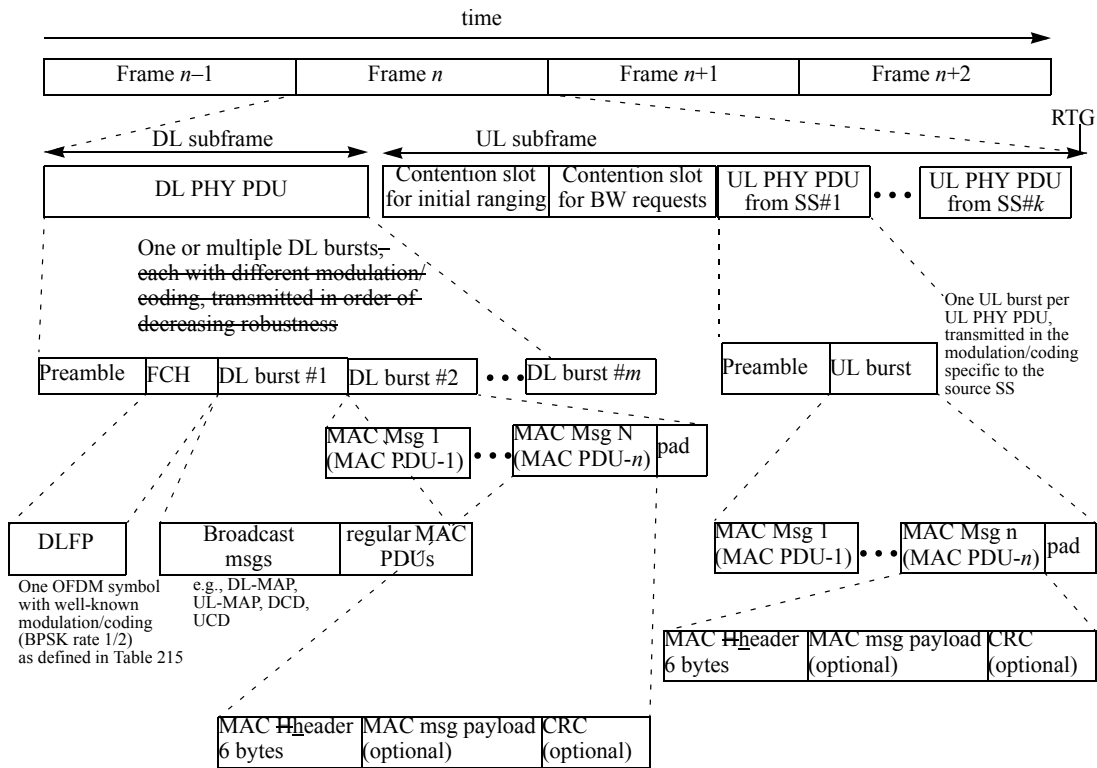 time
Frame n–1
Frame n
Frame n+1
Frame n+2
RTG
DL subframe
UL subframe
DL PHY PDU
Contention slot
for initial ranging
Contention slot
for BW requests
UL PHY PDU
from SS#1
• • •
UL PHY PDU
from SS#k
One or multiple DL bursts,
each with different modulation/
coding, transmitted in order of
decreasing robustness
One UL burst per
UL PHY PDU,
transmitted in the
modulation/coding
specific to the
source SS
Preamble
FCH
DL burst #1
DL burst #2
• • •
DL burst #m
Preamble
UL burst
MAC Msg 1
(MAC PDU-1)
• • •
MAC Msg N
(MAC PDU-n)
pad
DLFP
Broadcast
msgs
regular MAC
PDUs
MAC Msg 1
(MAC PDU-1)
• • •
MAC Msg n
(MAC PDU-n)
pad
One OFDM symbol
with well-known
modulation/coding
(BPSK rate 1/2)
as defined in Table 215
e.g., DL-MAP,
UL-MAP, DCD,
UCD
MAC Hheader
6 bytes
MAC msg payload
(optional)
CRC
(optional)
MAC Hheader
6 bytes
MAC msg payload
(optional)
CRC
(optional)